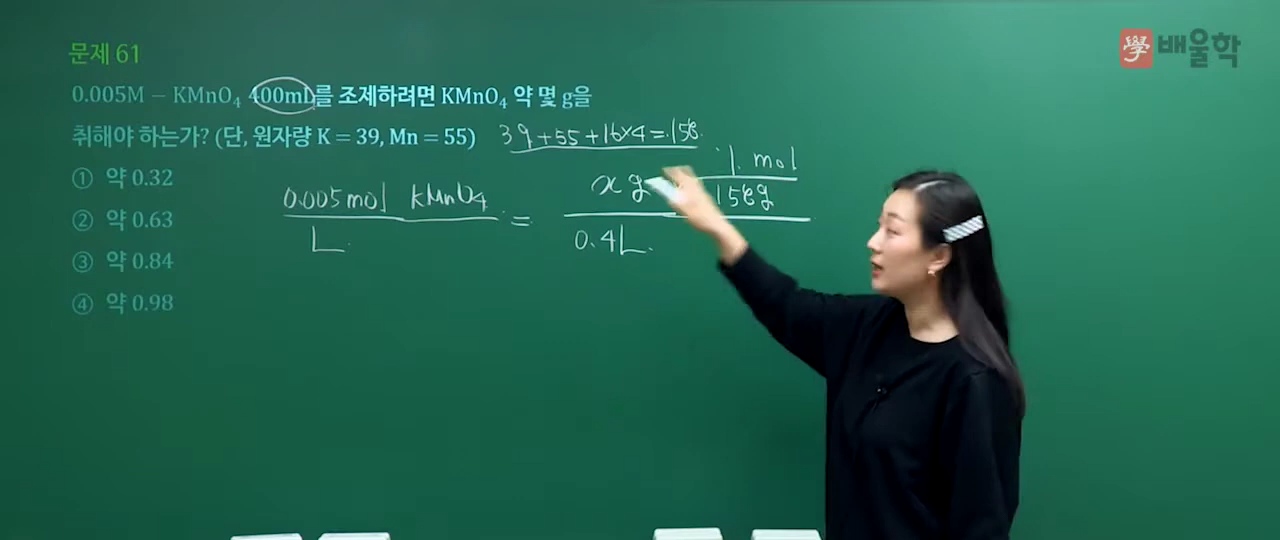 學 배울학
문제 61
0.005M − KMnO₄ 400mL를 조제하려면 KMnO₄ 약 몇 g을
취해야 하는가? (단, 원자량 K = 39, Mn = 55)
39+55+16×4=158.
① 약 0.32
② 약 0.63
③ 약 0.84
④ 약 0.98
0.005mol KMnO₄
L
=
x g
1. mol
158g
0.4L.